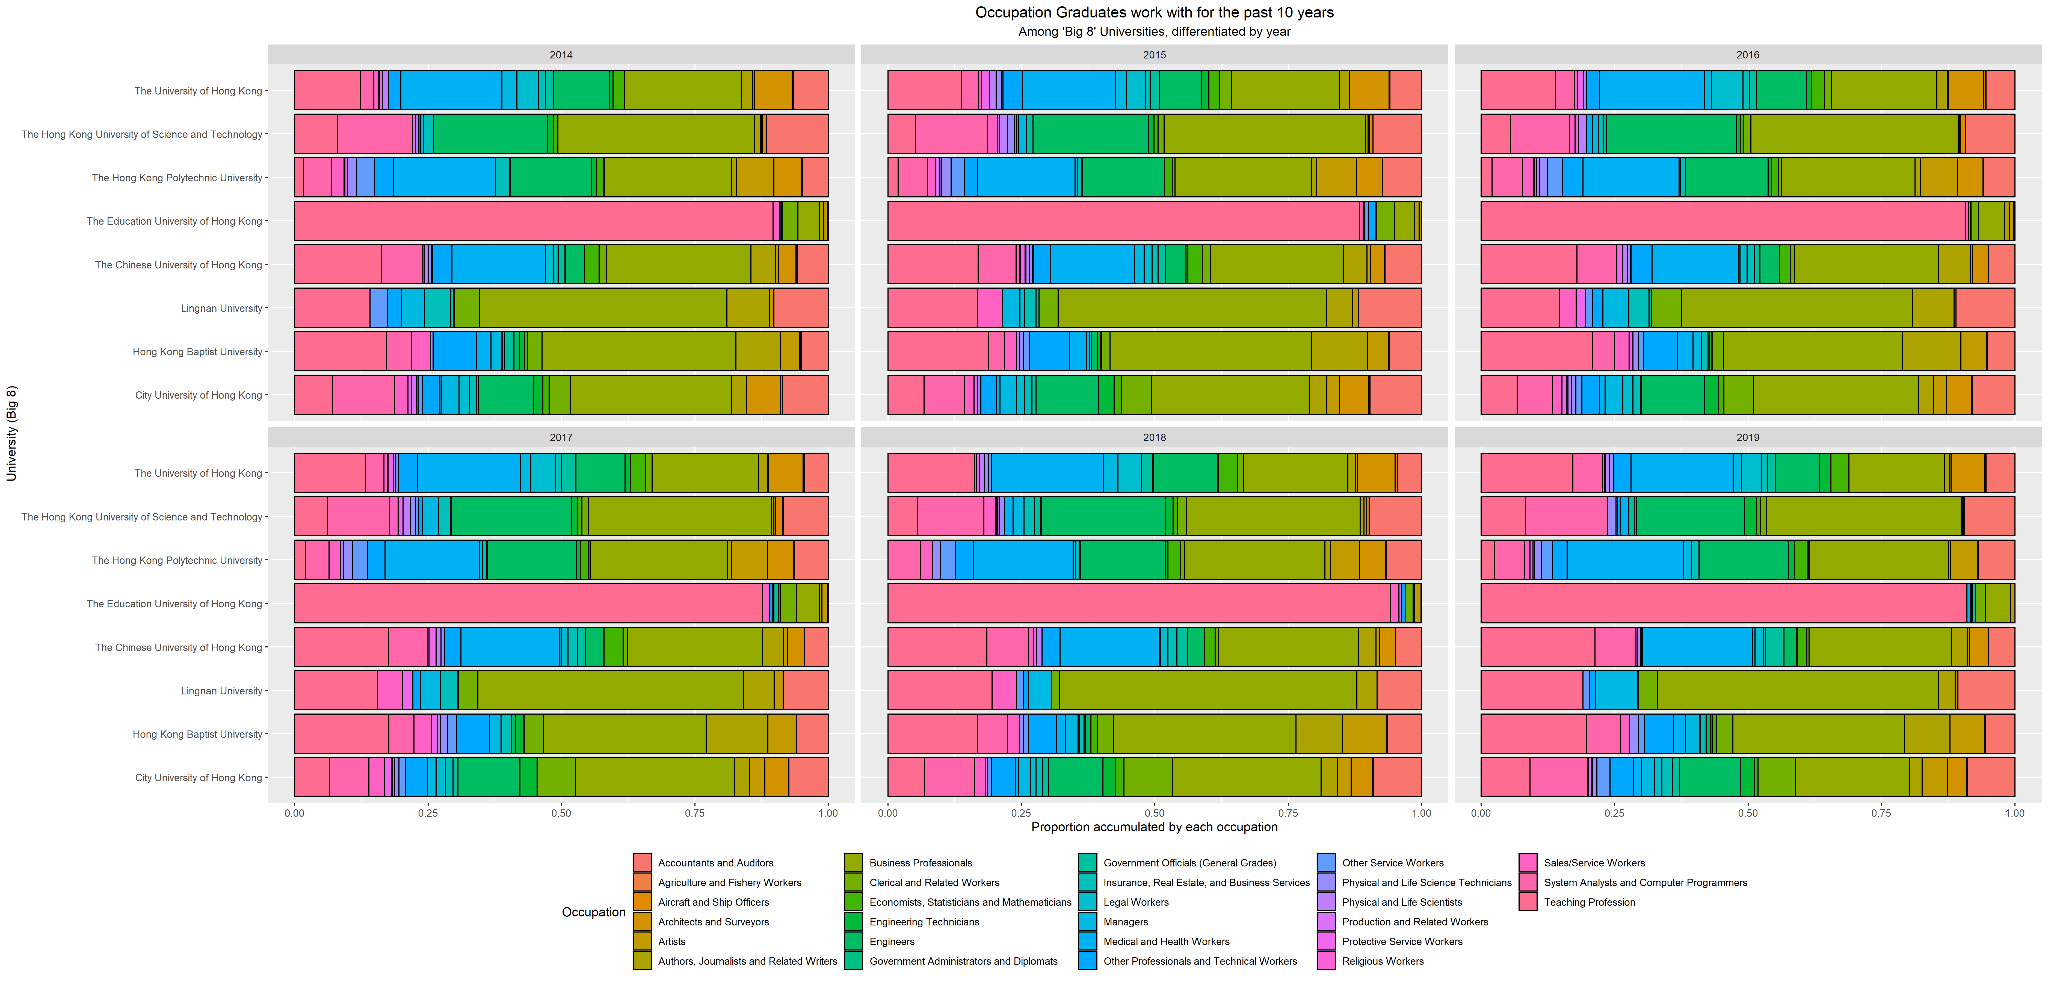 Occupation Graduates work with for the past 10 years
Among 'Big 8' Universities, differentiated by year
2014
2015
2016
The University of Hong Kong
The Hong Kong University of Science and Technology
The Hong Kong Polytechnic University
The Education University of Hong Kong
The Chinese University of Hong Kong
Lingnan University
Hong Kong Baptist University
City University of Hong Kong
University (Big 8)
2017
2018
2019
The University of Hong Kong
The Hong Kong University of Science and Technology
The Hong Kong Polytechnic University
The Education University of Hong Kong
The Chinese University of Hong Kong
Lingnan University
Hong Kong Baptist University
City University of Hong Kong
0.00 0.25 0.50 0.75 1.00
0.00 0.25 0.50 0.75 1.00
0.00 0.25 0.50 0.75 1.00
Proportion accumulated by each occupation
Occupation
Accountants and Auditors
Agriculture and Fishery Workers
Aircraft and Ship Officers
Architects and Surveyors
Artists
Authors, Journalists and Related Writers
Business Professionals
Clerical and Related Workers
Economists, Statisticians and Mathematicians
Engineering Technicians
Engineers
Government Administrators and Diplomats
Government Officials (General Grades)
Insurance, Real Estate, and Business Services
Legal Workers
Managers
Medical and Health Workers
Other Professionals and Technical Workers
Other Service Workers
Physical and Life Science Technicians
Physical and Life Scientists
Production and Related Workers
Protective Service Workers
Religious Workers
Sales/Service Workers
System Analysts and Computer Programmers
Teaching Profession